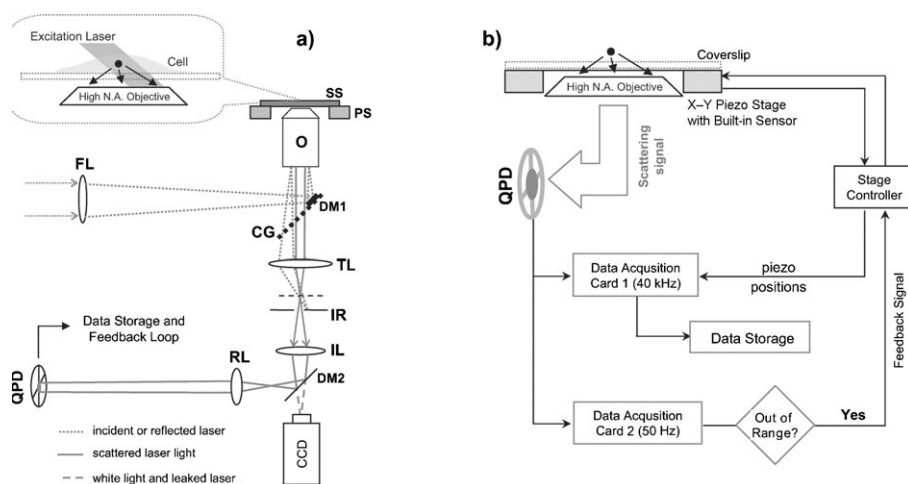 a)
Excitation Laser
Cell
High N.A. Objective
SS
PS
O
FL
DM1
CG
TL
IR
Data Storage and
Feedback Loop
IL
RL
DM2
QPD
CCD
incident or reflected laser
scattered laser light
white light and leaked laser
b)
Coverslip
High N.A. Objective
X–Y Piezo Stage
with Built-in Sensor
Scattering
signal
QPD
Stage
Controller
Data Acqusition
Card 1 (40 kHz)
piezo
positions
Feedback Signal
Data Storage
Data Acqusition
Card 2 (50 Hz)
Out of
Range?
Yes